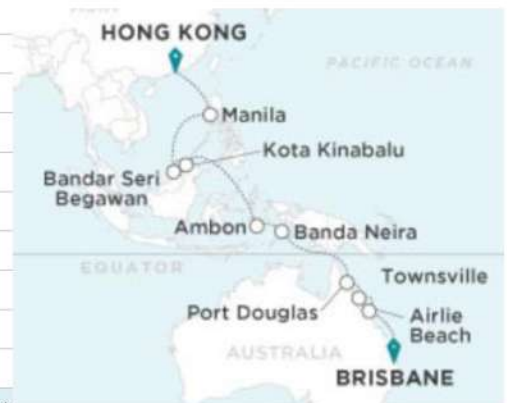 HONG KONG
PACIFIC OCEAN
Manila
Kota Kinabalu
Bandar Seri
Begawan
Ambon
Banda Neira
EQUATOR
Townsville
Port Douglas
Airlie
Beach
AUSTRALIA
BRISBANE